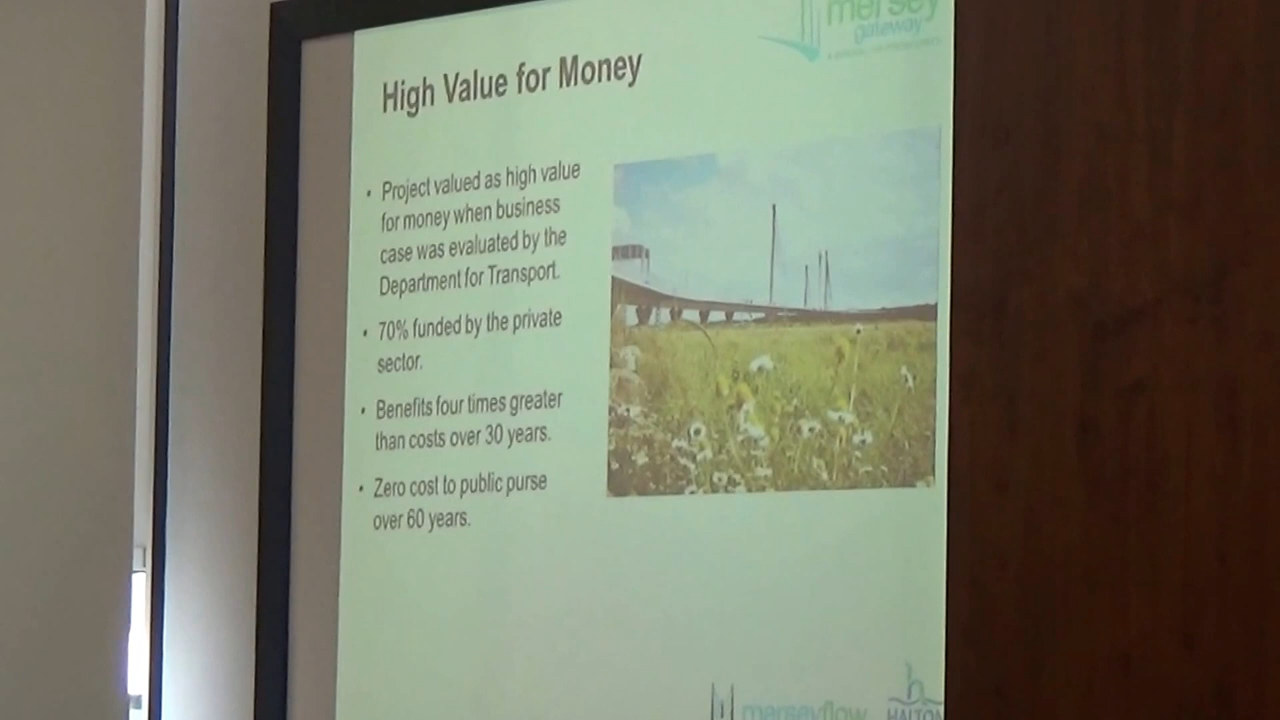 mersey
gateway
High Value for Money
• Project valued as high value
for money when business
case was evaluated by the
Department for Transport.
• 70% funded by the private
sector.
• Benefits four times greater
than costs over 30 years.
• Zero cost to public purse
over 60 years.
merseyflow
HALTON